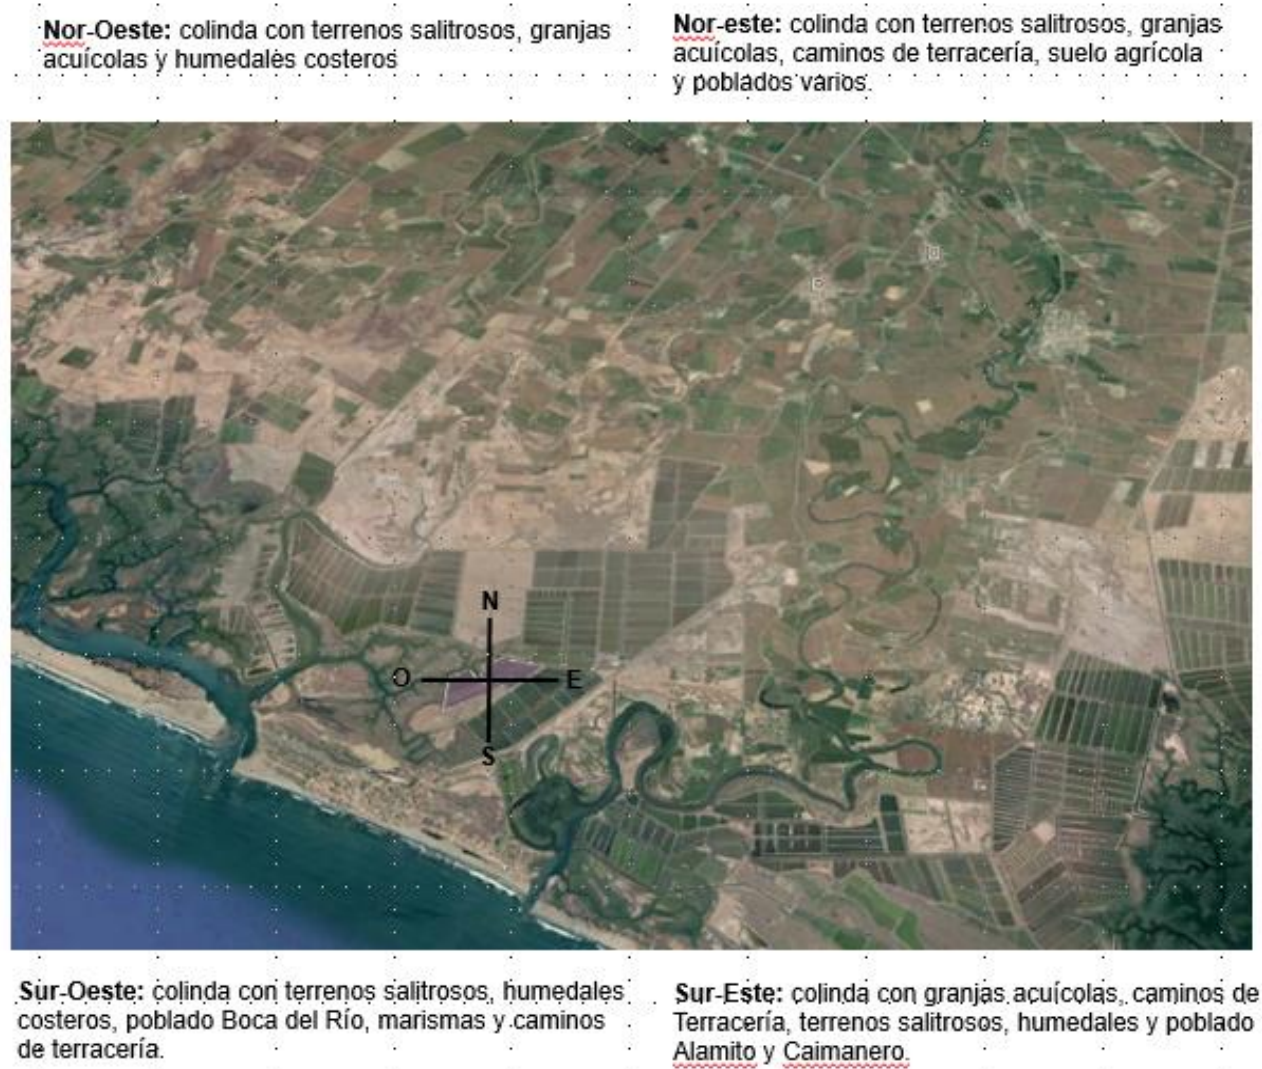 Nor-Oeste: colinda con terrenos salitrosos, granjas
acuícolas y humedales costeros
Nor-este: colinda con terrenos salitrosos, granjas
acuícolas, caminos de terracería, suelo agrícola
y poblados varios.
N
O
E
S
Sur-Oeste: colinda con terrenos salitrosos, humedales
costeros, poblado Boca del Río, marismas y caminos
de terracería.
Sur-Este: colinda con granjas acuícolas, caminos de
Terracería, terrenos salitrosos, humedales y poblado
Alamito y Caimanero.